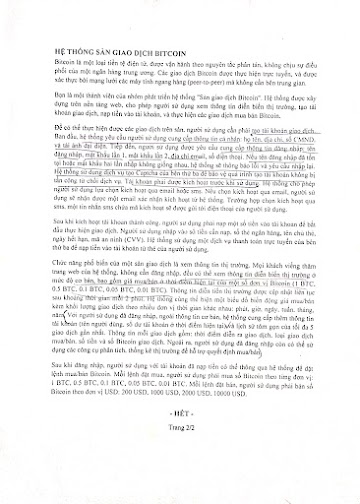 HỆ THỐNG SÀN GIAO DỊCH BITCOIN
Bitcoin là một loại tiền tệ điện tử, được vận hành theo nguyên tắc phân tán, không chịu sự điều
phối của một ngân hàng trung ương. Các giao dịch Bitcoin được thực hiện trực tuyến, và được
xác thực bởi mạng lưới các máy tính ngang hàng (peer-to-peer) mà không cần bên trung gian.
Bạn là một thành viên của nhóm phát triển hệ thống "Sàn giao dịch Bitcoin". Hệ thống được xây
dựng trên nền tảng web, cho phép người sử dụng xem thông tin diễn biến thị trường, tạo tài
khoản giao dịch, nạp tiền vào tài khoản, và thực hiện các giao dịch mua bán Bitcoin.
Để có thể thực hiện được các giao dịch trên sàn, người sử dụng cần phải tạo tài khoản giao dịch.
Ban đầu, hệ thống yêu cầu người sử dụng cung cấp thông tin cá nhân: họ tên, địa chỉ, số CMND,
và tải ảnh đại diện. Tiếp đến, người sử dụng được yêu cầu cung cấp thông tin đăng nhập: tên
đăng nhập, mật khẩu lần 1, mật khẩu lần 2, địa chỉ email, số điện thoại. Nếu tên đăng nhập đã tồn
tại hoặc mật khẩu hai lần giống không khớp nhau, hệ thống sẽ thông báo lỗi và yêu cầu nhập lại.
Hệ thống sử dụng dịch vụ tạo Captcha của bên thứ ba để bảo vệ quá trình tạo tài khoản không bị
tấn công từ chối dịch vụ. Tài khoản phải được kích hoạt trước khi sử dụng. Hệ thống cho phép
người sử dụng lựa chọn kích hoạt qua email hoặc sms. Nếu chọn kích hoạt qua email, người sử
dụng sẽ nhận được một email xác nhận kích hoạt từ hệ thống. Trường hợp chọn kích hoạt qua
sms, một tin nhắn sms chứa mã kích hoạt sẽ được gửi tới điện thoại của người sử dụng.
Sau khi kích hoạt tài khoản thành công, người sử dụng phải nạp một số tiền vào tài khoản để bắt
đầu thực hiện giao dịch. Người sử dụng nhập vào số tiền cần nạp, số thẻ ngân hàng, tên chủ thẻ,
ngày hết hạn, mã an ninh (CVV). Hệ thống sử dụng một dịch vụ thanh toán trực tuyến của bên
thứ ba để nạp tiền vào tài khoản từ thẻ của người sử dụng.
Chức năng phổ biến của một sàn giao dịch là xem thông tin thị trường. Mọi khách viếng thăm
trang web của hệ thống, không cần đăng nhập, đều có thể xem thông tin diễn biến thị trường ở
mức độ cơ bản, bao gồm giá mua/bán ở thời điểm hiện tại của một số đơn vị Bitcoin (1 BTC,
0.5 BTC, 0.1 BTC, 0.05 BTC, 0.01 BTC). Thông tin diễn biến thị trường được cập nhật liên tục
sau khoảng thời gian mỗi 2 phút. Hệ thống cũng thể hiện một biểu đồ biến động giá mua/bán
kèm khối lượng giao dịch theo nhiều đơn vị thời gian khác nhau: phút, giờ, ngày, tuần, tháng,
năm. Với người sử dụng đã đăng nhập, ngoài thông tin cơ bản, hệ thống cung cấp thêm thông tin
tài khoản trên người dùng, số dư tài khoản ở thời điểm hiện tại, và lịch sử tóm gọn của tối đa 5
giao dịch gần nhất. Thông tin mỗi giao dịch gồm: thời điểm diễn ra giao dịch, loại giao dịch
mua/bán, số tiền và số Bitcoin giao dịch. Ngoài ra, người sử dụng đã đăng nhập còn có thể sử
dụng các công cụ phân tích, thống kê thị trường để hỗ trợ quyết định mua/bán.
Sau khi đăng nhập, người sử dụng với tài khoản đã nạp tiền có thể thông qua hệ thống để đặt
lệnh mua/bán Bitcoin. Mỗi lệnh đặt mua, người sử dụng phải mua số Bitcoin theo từng đơn vị:
1 BTC, 0.5 BTC, 0.1 BTC, 0.05 BTC, 0.01 BTC. Mỗi lệnh đặt bán, người sử dụng phải bán số
Bitcoin theo đơn vị 100 USD, 200 USD, 1000 USD, 2000 USD, 10000 USD.
- HẾT -
Trang 2/2